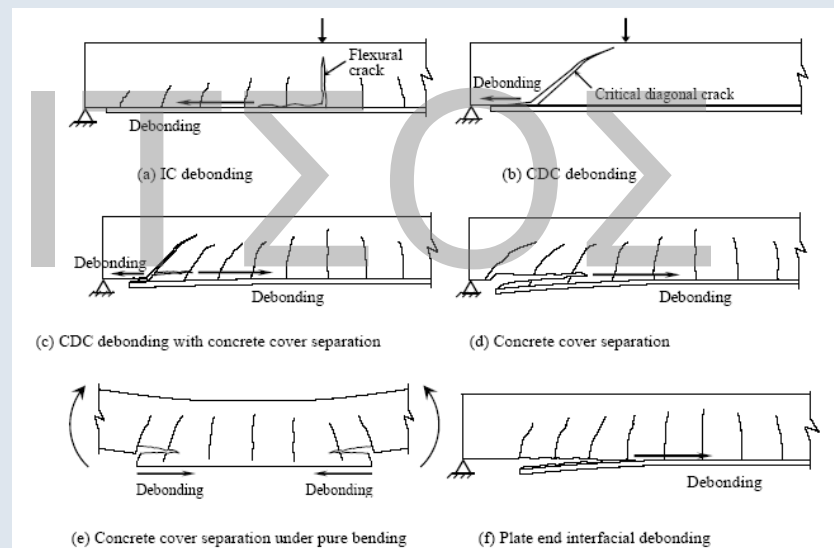 Flexural
crack
Debonding
(a) IC debonding
Debonding
Critical diagonal crack
(b) CDC debonding
ΙΤΣΟΣ
Debonding
Debonding
(c) CDC debonding with concrete cover separation
Debonding
(d) Concrete cover separation
Debonding
Debonding
(e) Concrete cover separation under pure bending
Debonding
(f) Plate end interfacial debonding